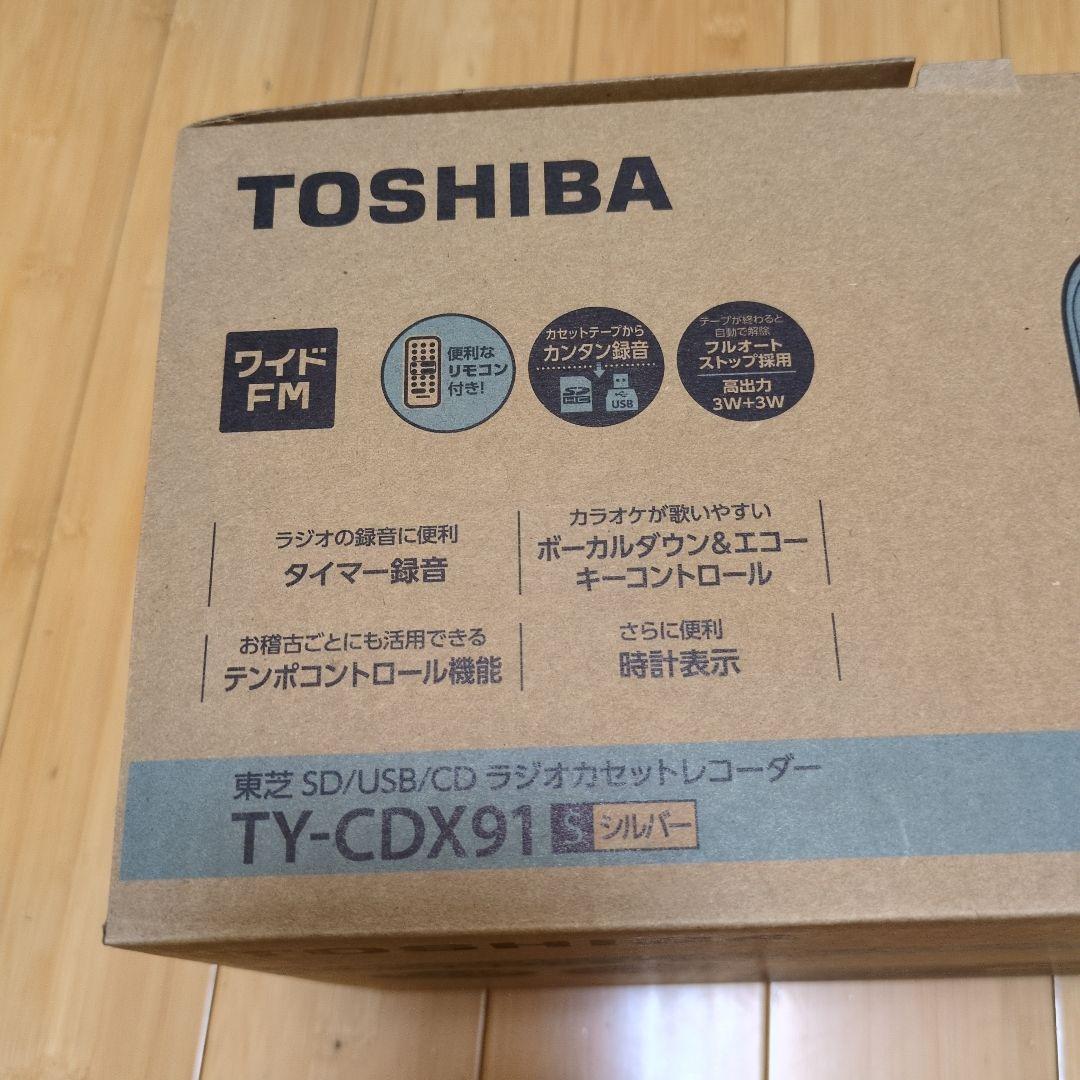 TOSHIBA
ワイド
FM
便利な
リモコン
付き!
カセットテープから
カンタン録音
SD
HC
USB
テープが終わると
自動で解除
フルオート
ストップ採用
高出力
3W+3W
ラジオの録音に便利
タイマー録音
カラオケが歌いやすい
ボーカルダウン&エコー
キーコントロール
お稽古ごとにも活用できる
テンポコントロール機能
さらに便利
時計表示
東芝 SD/USB/CD ラジオカセットレコーダー
TY-CDX91 S シルバー